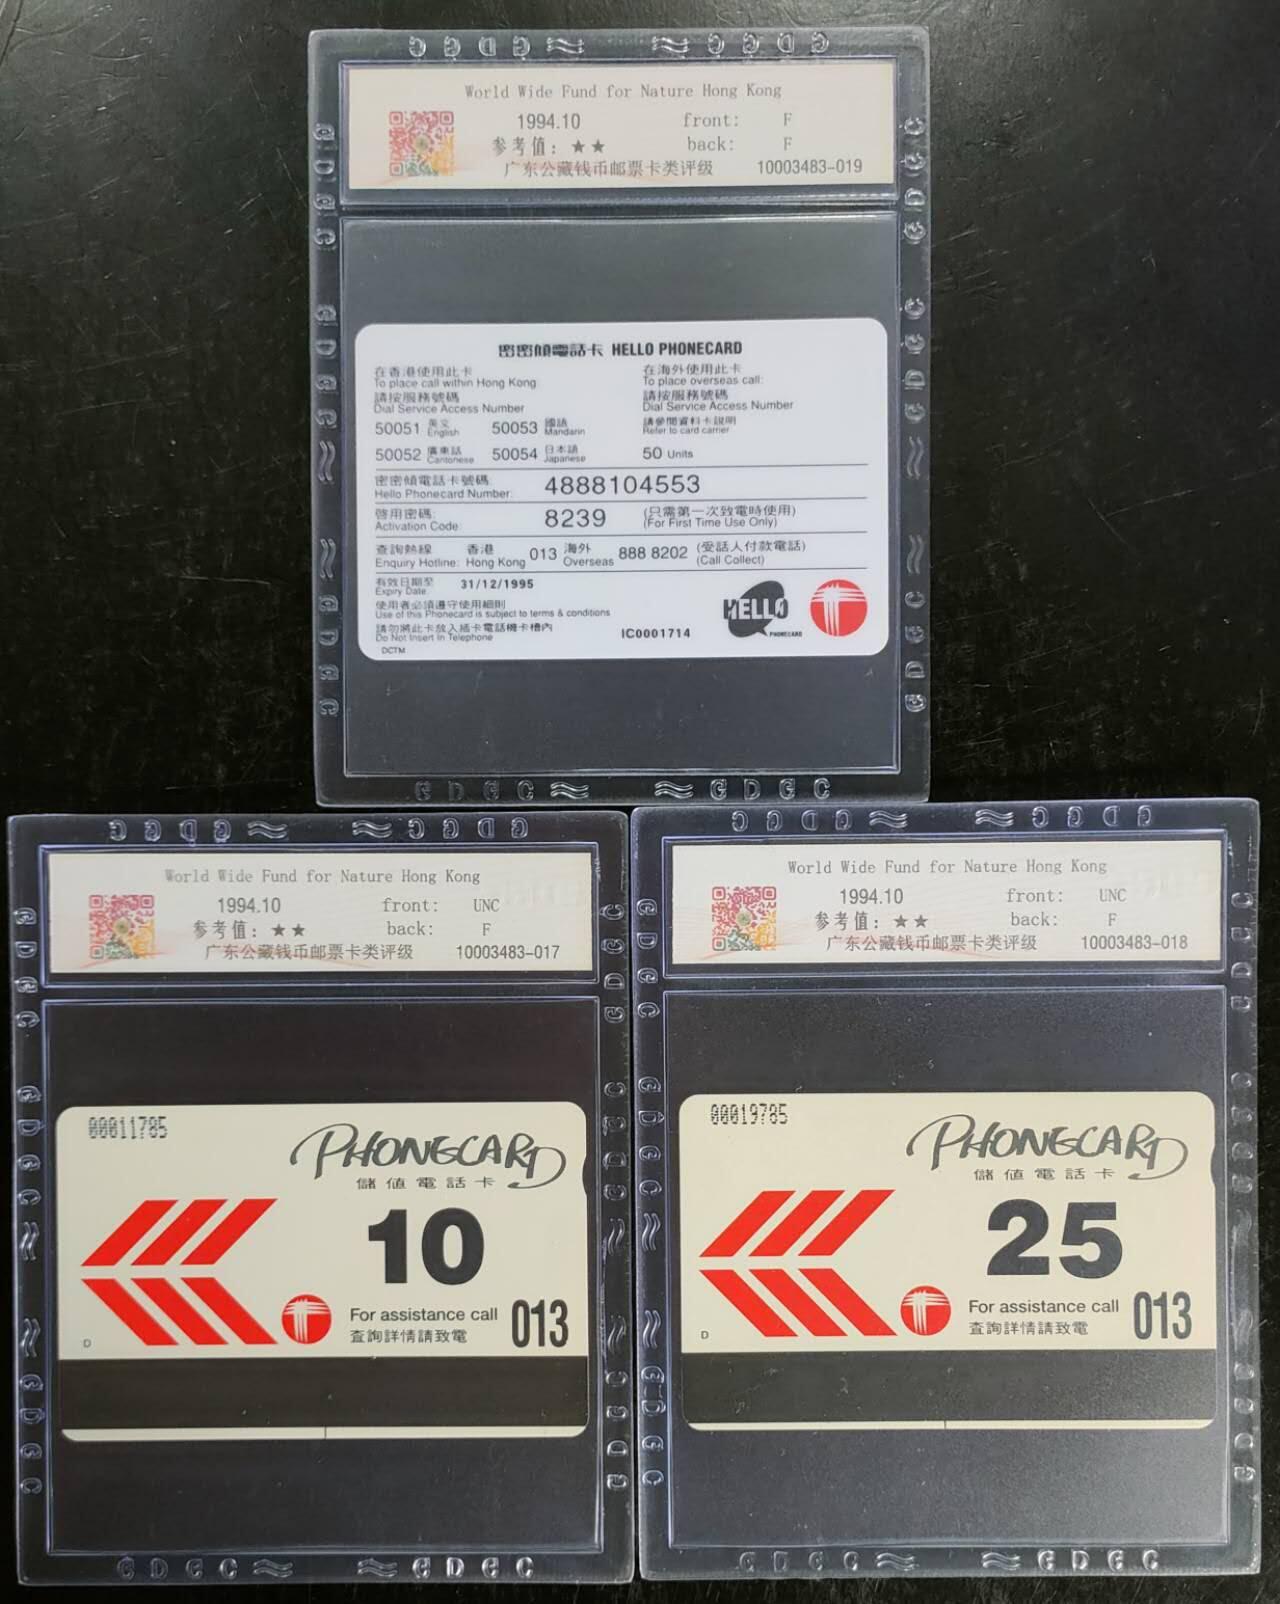 GDGC GDGC
World Wide Fund for Nature Hong Kong
1994.10 front: F
参考值：★★ back: F
广东公藏钱币邮票卡类评级 10003483-019
密密傾電話卡 HELLO PHONECARD
在香港使用此卡 在海外使用此卡
To place call within Hong Kong: To place overseas call:
請按服務號碼 請按服務號碼
Dial Service Access Number Dial Service Access Number
50051 英文 English 50053 國語 Mandarin 請參閱資料卡說明 Refer to card carrier
50052 廣東話 Cantonese 50054 日本語 Japanese 50 Units
密密傾電話卡號碼:
Hello Phonecard Number: 4888104553
啓用密碼: (只需第一次致電時使用)
Activation Code: 8239 (For First Time Use Only)
查詢熱線 香港 海外 (受話人付款電話)
Enquiry Hotline: Hong Kong 013 Overseas 888 8202 (Call Collect)
有效日期至
Expiry Date 31/12/1995
使用者必須遵守使用細則
Use of this Phonecard is subject to terms & conditions
請勿將此卡放入插卡電話機卡槽內
Do Not Insert In Telephone IC0001714
DCTM
HELLO PHONECARD
GDGC GDGC
World Wide Fund for Nature Hong Kong
1994.10 front: UNC
参考值：★★ back: F
广东公藏钱币邮票卡类评级 10003483-017
00011785
PHONECARD
儲值電話卡
10
For assistance call 013
查詢詳情請致電
D
GDGC GDGC
World Wide Fund for Nature Hong Kong
1994.10 front: UNC
参考值：★★ back: F
广东公藏钱币邮票卡类评级 10003483-018
00019785
PHONECARD
儲值電話卡
25
For assistance call 013
查詢詳情請致電
D
GDGC GDGC